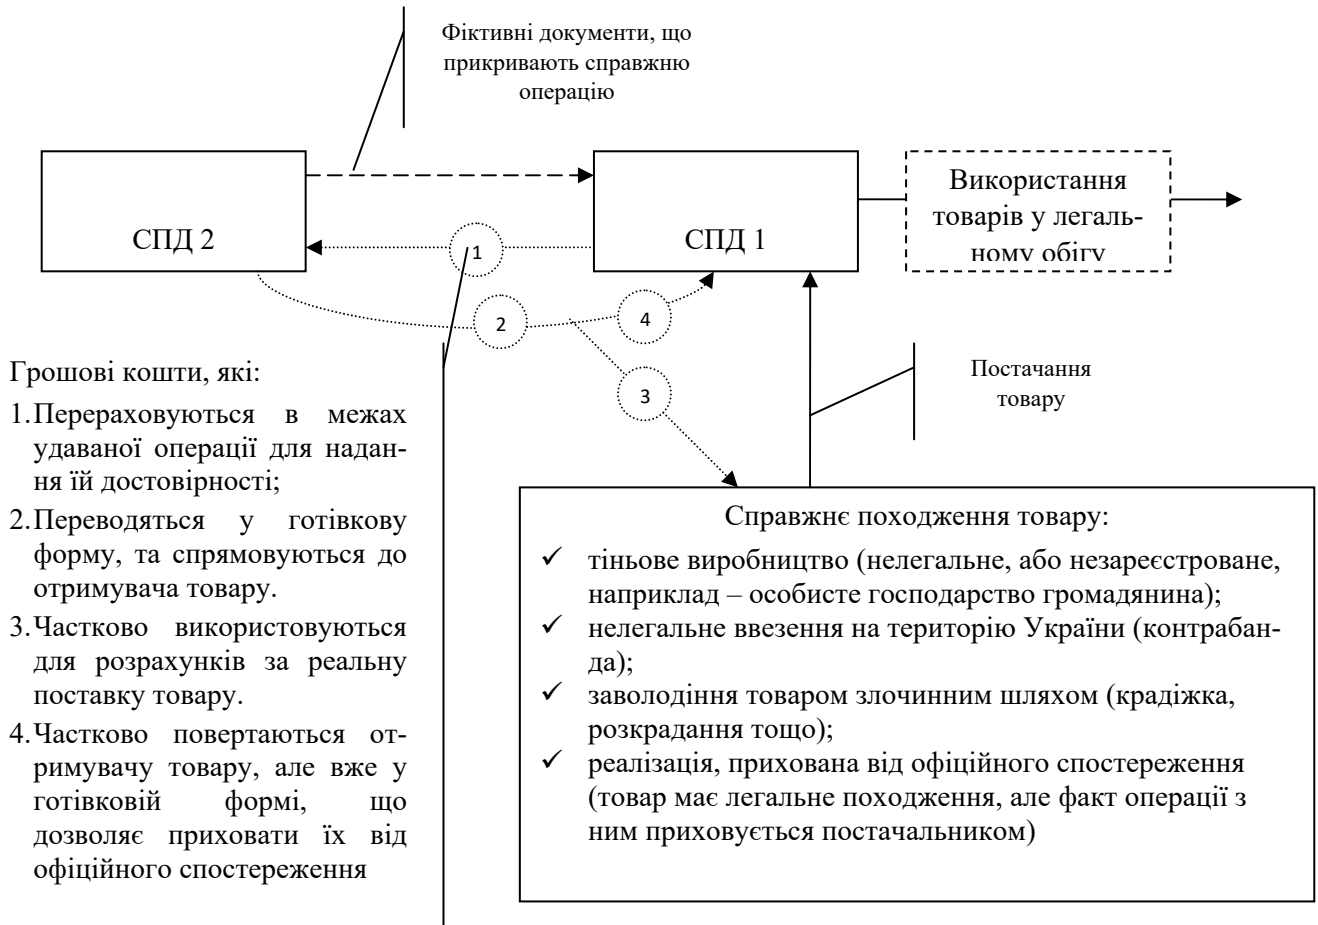 Фіктивні документи, що
прикривають справжню
операцію
СПД 2
СПД 1
Використання
товарів у легаль-
ному обігу
1
2
4
3
Грошові кошти, які:
1.Перераховуються в межах
удаваної операції для надан-
ня їй достовірності;
2.Переводяться у готівкову
форму, та спрямовуються до
отримувача товару.
3.Частково використовуються
для розрахунків за реальну
поставку товару.
4.Частково повертаються от-
римувачу товару, але вже у
готівковій формі, що
дозволяє приховати їх від
офіційного спостереження
Постачання
товару
Справжнє походження товару:
✓ тіньове виробництво (нелегальне, або незареєстроване,
наприклад – особисте господарство громадянина);
✓ нелегальне ввезення на територію України (контрабан-
да);
✓ заволодіння товаром злочинним шляхом (крадіжка,
розкрадання тощо);
✓ реалізація, прихована від офіційного спостереження
(товар має легальне походження, але факт операції з
ним приховується постачальником)